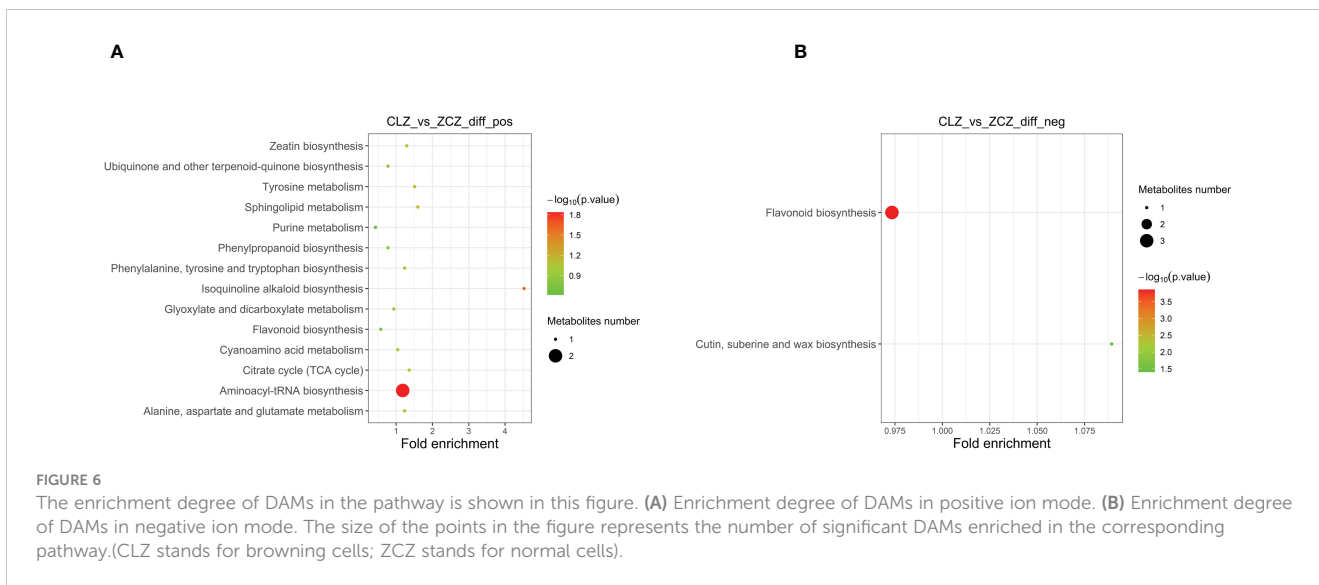 A
CLZ_vs_ZCZ_diff_pos
Zeatin biosynthesis
Ubiquinone and other terpenoid-quinone biosynthesis
Tyrosine metabolism
Sphingolipid metabolism
Purine metabolism
Phenylpropanoid biosynthesis
Phenylalanine, tyrosine and tryptophan biosynthesis
Isoquinoline alkaloid biosynthesis
Glyoxylate and dicarboxylate metabolism
Flavonoid biosynthesis
Cyanoamino acid metabolism
Citrate cycle (TCA cycle)
Aminoacyl-tRNA biosynthesis
Alanine, aspartate and glutamate metabolism
1 2 3 4
Fold enrichment
−log10(p.value)
1.8
1.5
1.2
0.9
Metabolites number
1
2
B
CLZ_vs_ZCZ_diff_neg
Flavonoid biosynthesis
Cutin, suberine and wax biosynthesis
0.975 1.000 1.025 1.050 1.075
Fold enrichment
Metabolites number
1
2
3
−log10(p.value)
3.5
3.0
2.5
2.0
1.5
FIGURE 6
The enrichment degree of DAMs in the pathway is shown in this figure. (A) Enrichment degree of DAMs in positive ion mode. (B) Enrichment degree
of DAMs in negative ion mode. The size of the points in the figure represents the number of significant DAMs enriched in the corresponding
pathway.(CLZ stands for browning cells; ZCZ stands for normal cells).